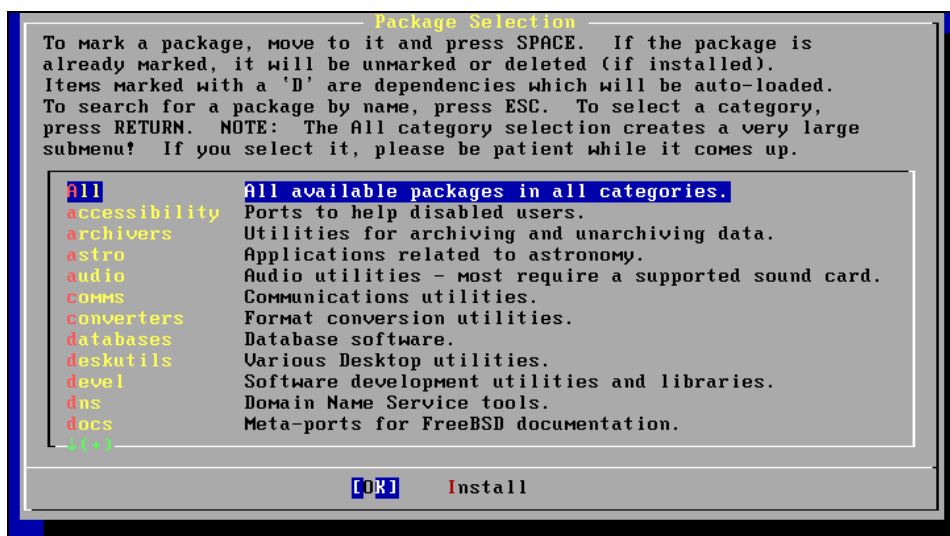 Package Selection
To mark a package, move to it and press SPACE.  If the package is
already marked, it will be unmarked or deleted (if installed).
Items marked with a `D' are dependencies which will be auto-loaded.
To search for a package by name, press ESC.  To select a category,
press RETURN.  NOTE:  The All category selection creates a very large
submenu!  If you select it, please be patient while it comes up.
All All available packages in all categories.
accessibility Ports to help disabled users.
archivers Utilities for archiving and unarchiving data.
astro Applications related to astronomy.
audio Audio utilities - most require a supported sound card.
comms Communications utilities.
converters Format conversion utilities.
databases Database software.
deskutils Various Desktop utilities.
devel Software development utilities and libraries.
dns Domain Name Service tools.
docs Meta-ports for FreeBSD documentation.
↓(+)
[OK] Install